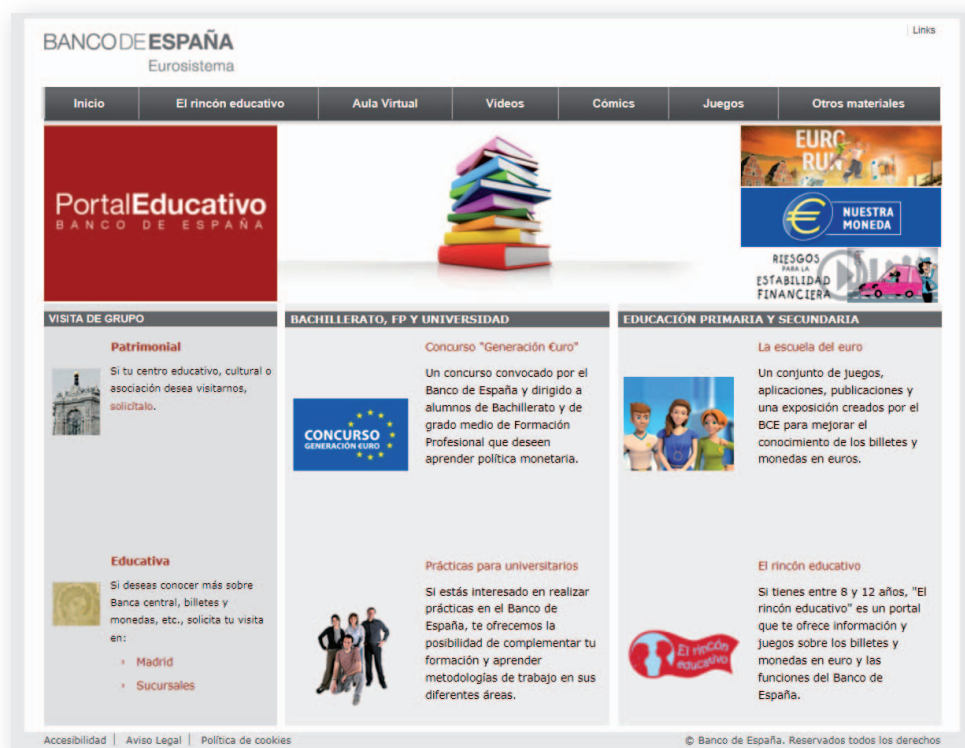 BANCO DE ESPAÑA
Eurosistema
Links
Inicio
El rincón educativo
Aula Virtual
Videos
Cómics
Juegos
Otros materiales
PortalEducativo
BANCO DE ESPAÑA
EURO
RUN
NUESTRA
MONEDA
RIESGOS
PARA LA
ESTABILIDAD
FINANCIERA
VISITA DE GRUPO
Patrimonial
Si tu centro educativo, cultural o
asociación desea visitarnos,
solicítalo.
Educativa
Si deseas conocer más sobre
Banca central, billetes y
monedas, etc., solicita tu visita
en:
› Madrid
› Sucursales
BACHILLERATO, FP Y UNIVERSIDAD
Concurso "Generación €uro"
Un concurso convocado por el
Banco de España y dirigido a
alumnos de Bachillerato y de
grado medio de Formación
Profesional que deseen
aprender política monetaria.
CONCURSO
GENERACIÓN €URO
Prácticas para universitarios
Si estás interesado en realizar
prácticas en el Banco de
España, te ofrecemos la
posibilidad de complementar tu
formación y aprender
metodologías de trabajo en sus
diferentes áreas.
EDUCACIÓN PRIMARIA Y SECUNDARIA
La escuela del euro
Un conjunto de juegos,
aplicaciones, publicaciones y
una exposición creados por el
BCE para mejorar el
conocimiento de los billetes y
monedas en euros.
El rincón educativo
Si tienes entre 8 y 12 años, "El
rincón educativo" es un portal
que te ofrece información y
juegos sobre los billetes y
monedas en euro y las
funciones del Banco de
España.
El rincón
educativo
Accesibilidad | Aviso Legal | Política de cookies
© Banco de España. Reservados todos los derechos